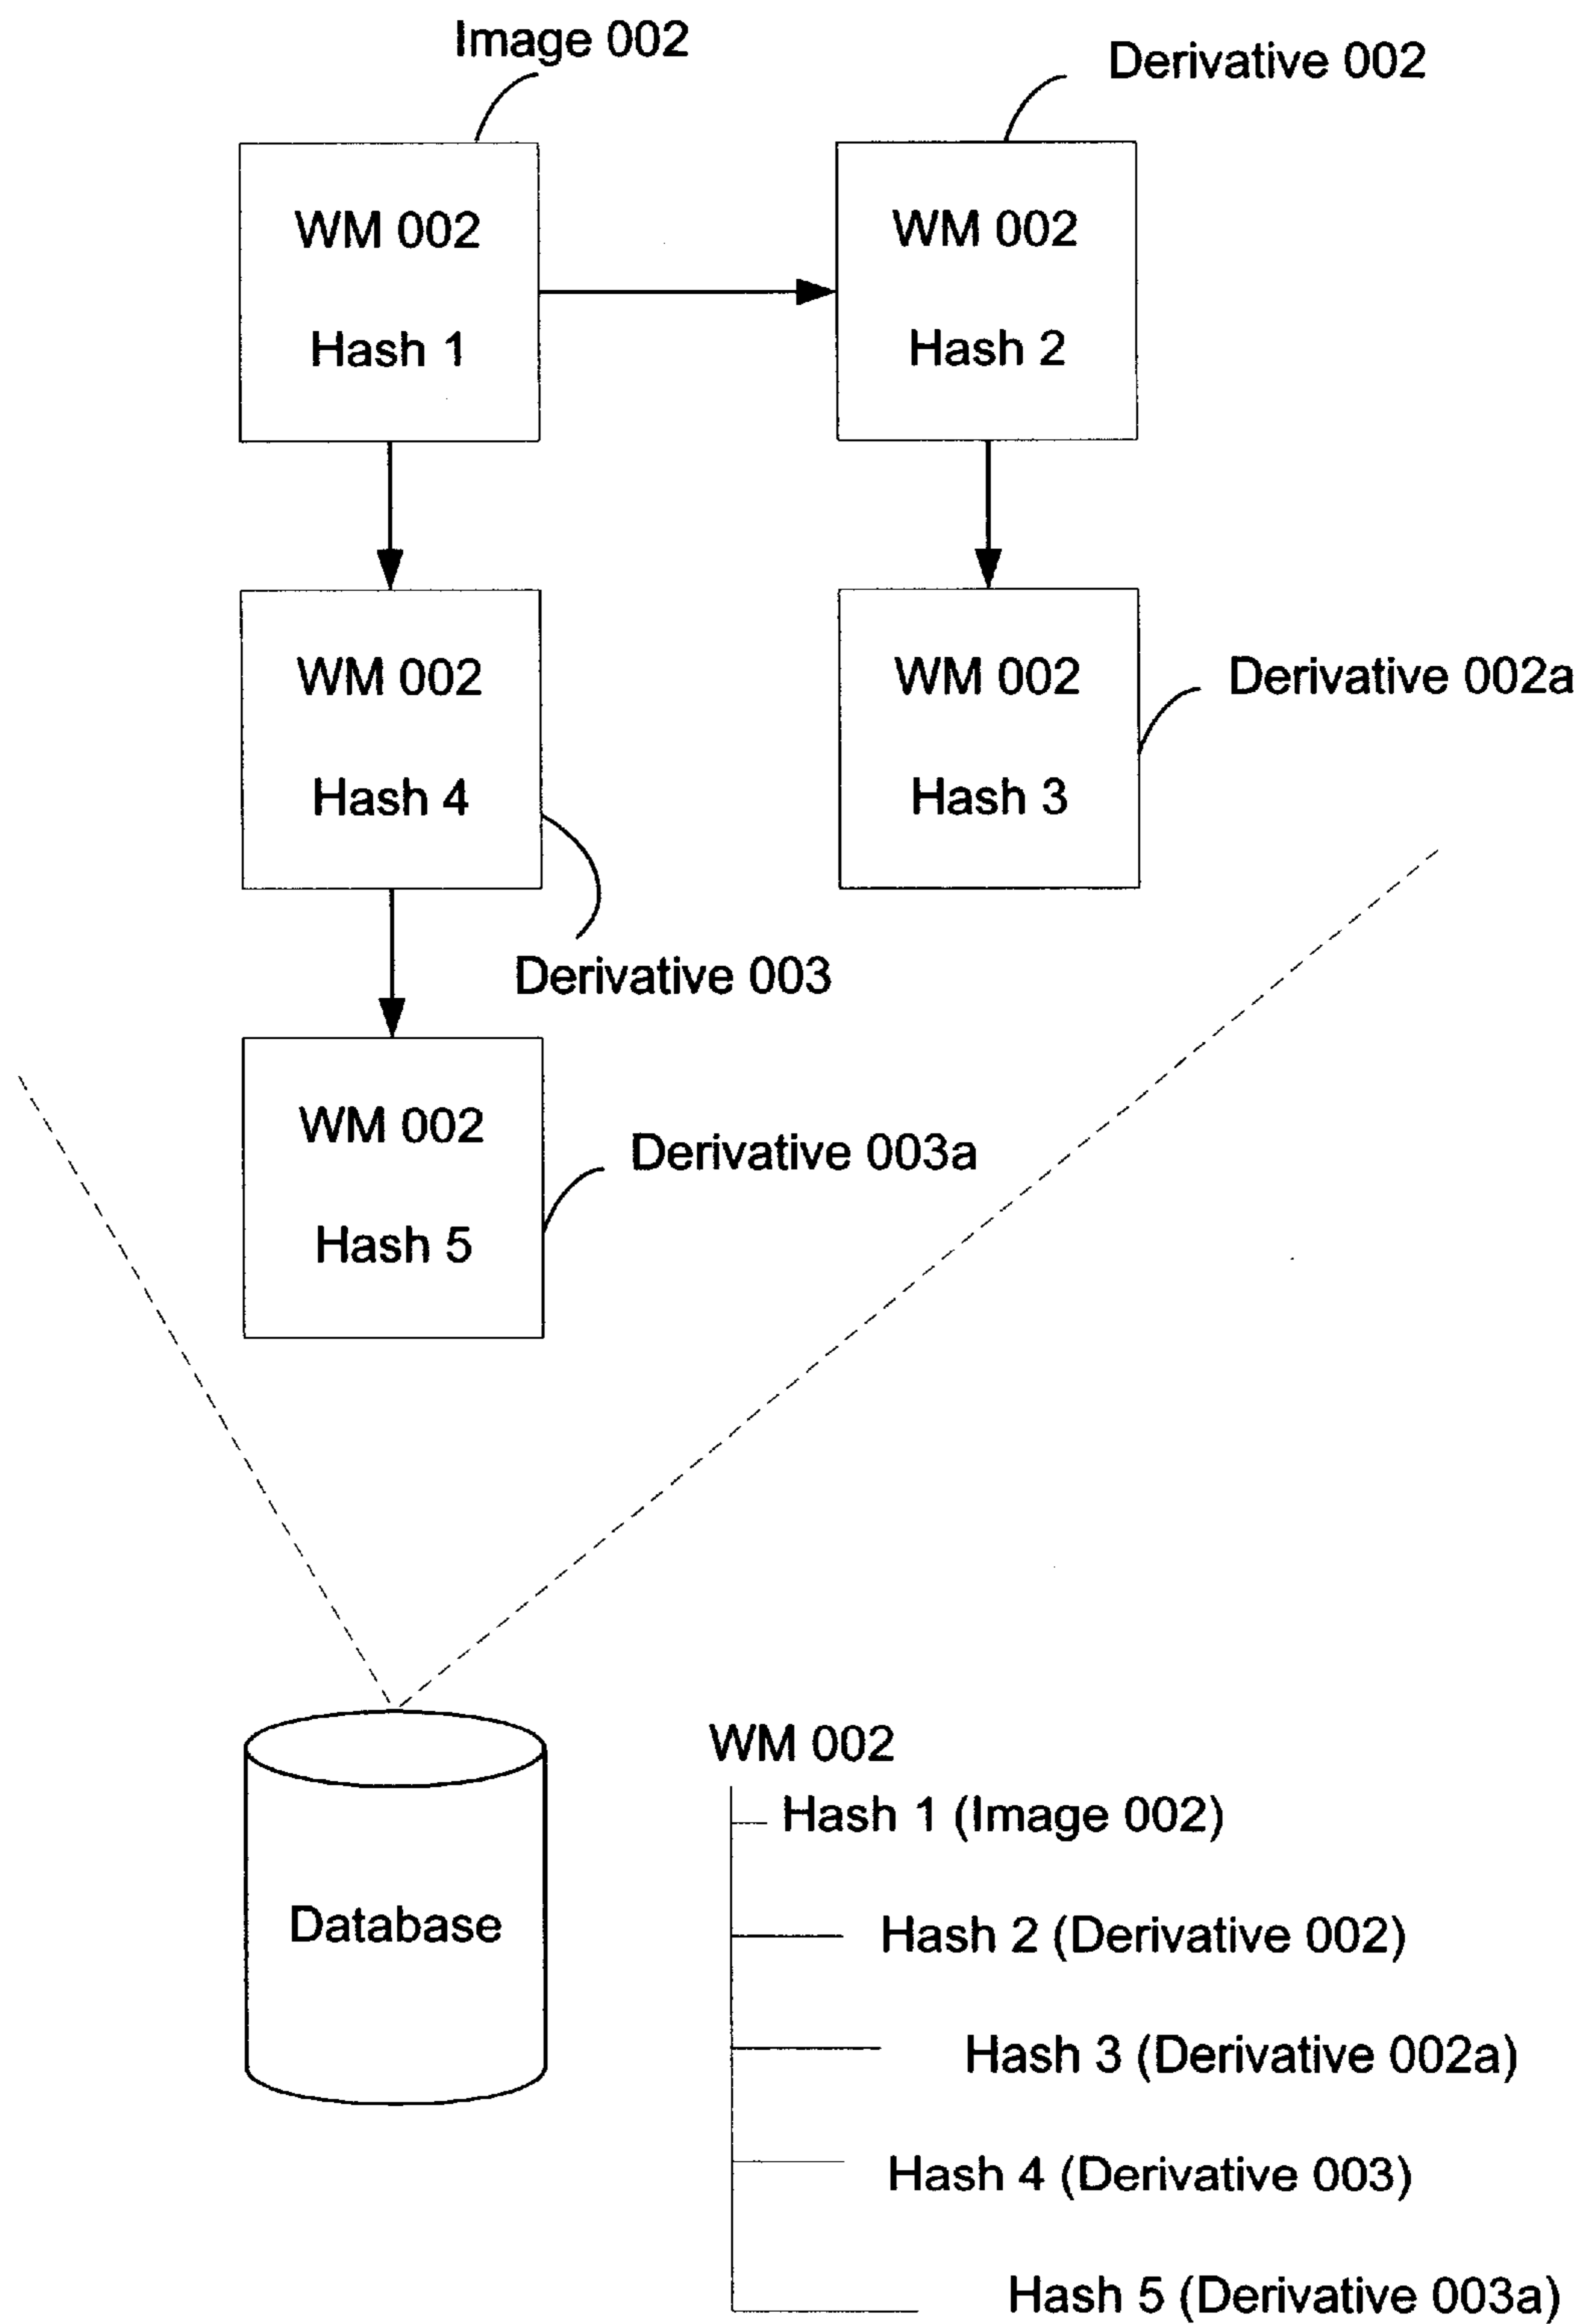 Image 002
Derivative 002
WM 002
Hash 1
WM 002
Hash 2
WM 002
Hash 4
WM 002
Hash 3
Derivative 002a
Derivative 003
WM 002
Hash 5
Derivative 003a
Database
WM 002
Hash 1 (Image 002)
Hash 2 (Derivative 002)
Hash 3 (Derivative 002a)
Hash 4 (Derivative 003)
Hash 5 (Derivative 003a)